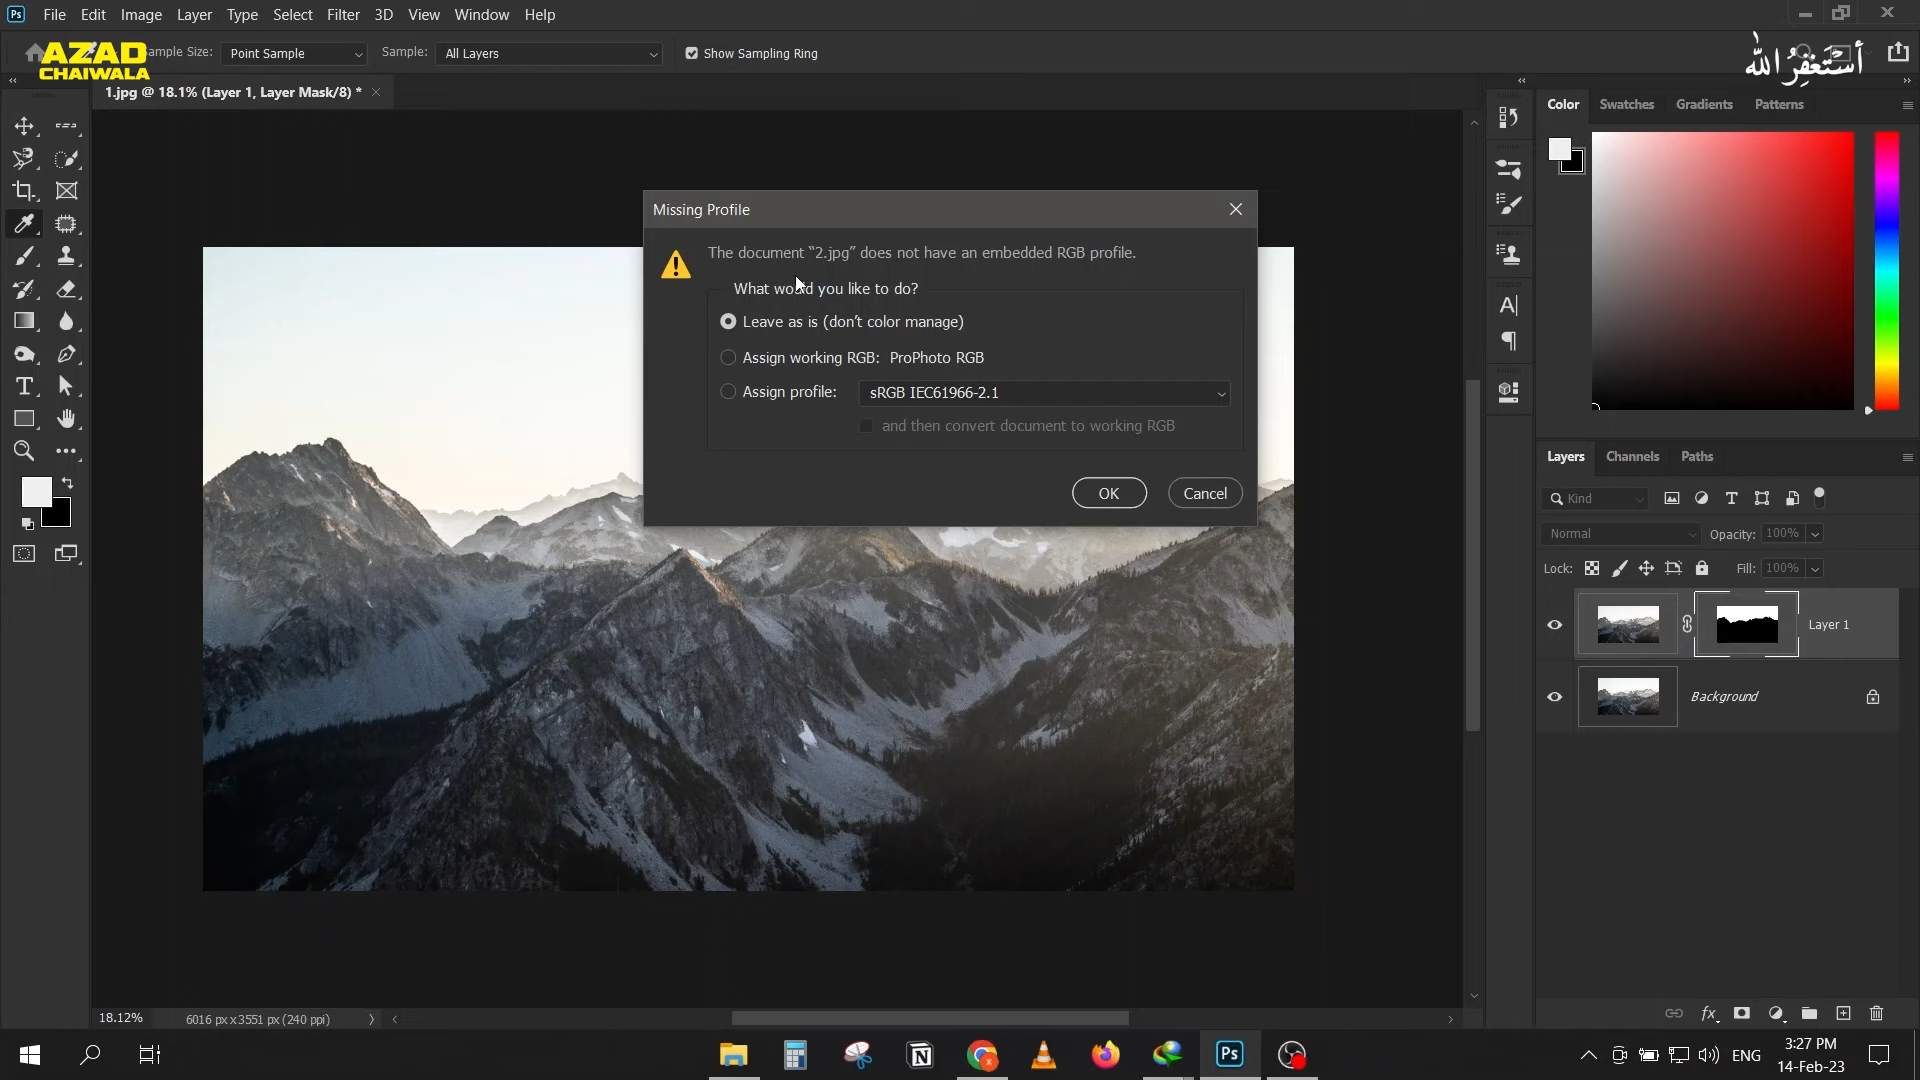 Ps File Edit Image Layer Type Select Filter 3D View Window Help
AZAD
CHAIWALA
Sample Size: Point Sample Sample: All Layers Show Sampling Ring
أستغفر الله
1.jpg @ 18.1% (Layer 1, Layer Mask/8) *
Color Swatches Gradients Patterns
Missing Profile
The document “2.jpg” does not have an embedded RGB profile.
What would you like to do?
Leave as is (don’t color manage)
Assign working RGB: ProPhoto RGB
Assign profile: sRGB IEC61966-2.1
and then convert document to working RGB
OK Cancel
Layers Channels Paths
Kind
Normal Opacity: 100%
Lock: Fill: 100%
Layer 1
Background
fx
18.12% 6016 px x 3551 px (240 ppi)
N Ps ENG
3:27 PM
14-Feb-23